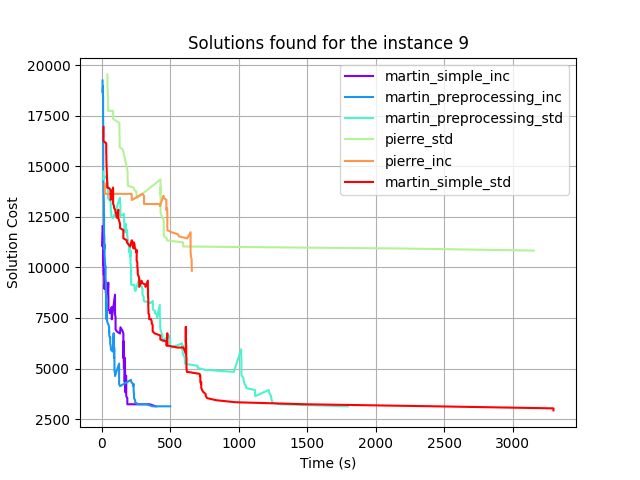 Solutions found for the instance 9
20000
17500
15000
12500
10000
7500
5000
2500
Solution Cost
martin_simple_inc
martin_preprocessing_inc
martin_preprocessing_std
pierre_std
pierre_inc
martin_simple_std
0 500 1000 1500 2000 2500 3000
Time (s)